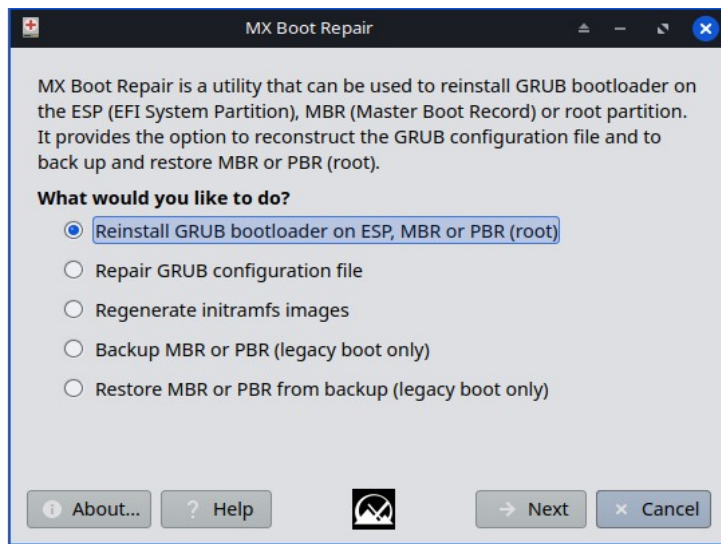 MX Boot Repair
MX Boot Repair is a utility that can be used to reinstall GRUB bootloader on
the ESP (EFI System Partition), MBR (Master Boot Record) or root partition.
It provides the option to reconstruct the GRUB configuration file and to
back up and restore MBR or PBR (root).
What would you like to do?
Reinstall GRUB bootloader on ESP, MBR or PBR (root)
Repair GRUB configuration file
Regenerate initramfs images
Backup MBR or PBR (legacy boot only)
Restore MBR or PBR from backup (legacy boot only)
About... Help Next Cancel